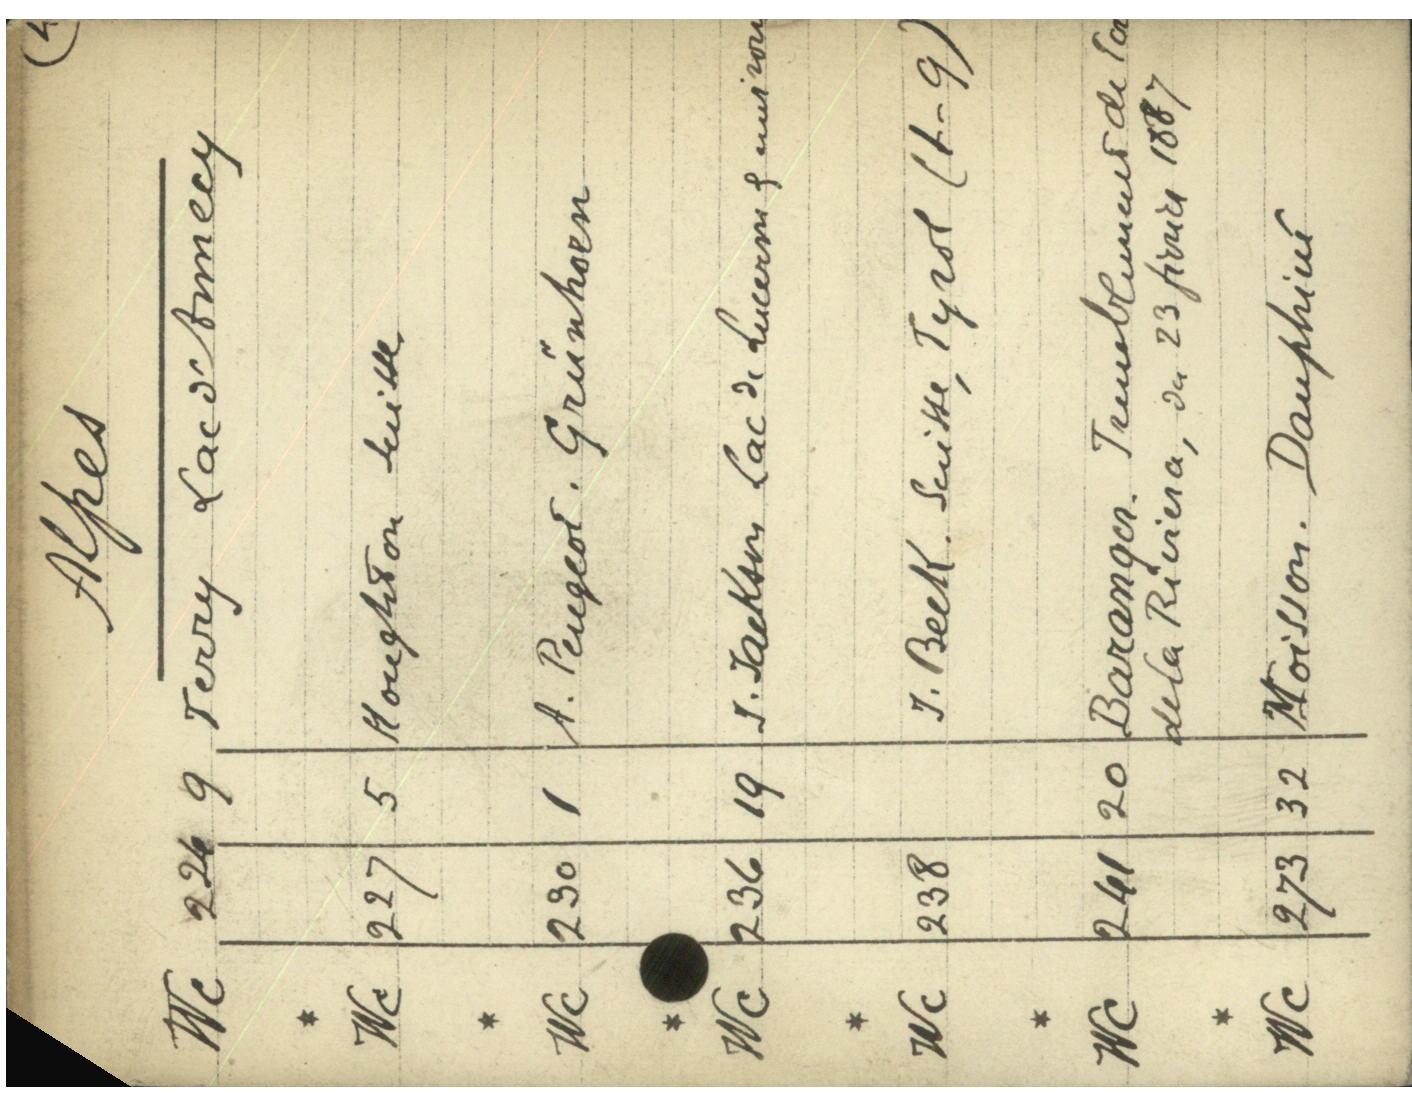 (4
Alpes
Wc 226 9 Terry Lac d'Annecy
*
Wc 227 5 Houghton Suisse
*
Wc 230 1 A. Peugeot. Grünhorn
*
Wc 236 19 J. Jackson Lac de Lucerne & environ
*
Wc 238 J. Beck. Suisse, Tyrol (1-9)
*
Wc 241 20 Baranger. Tremblement de Ter
de la Riviera, du 23 février 1887
*
Wc 273 32 Moisson. Dauphiné